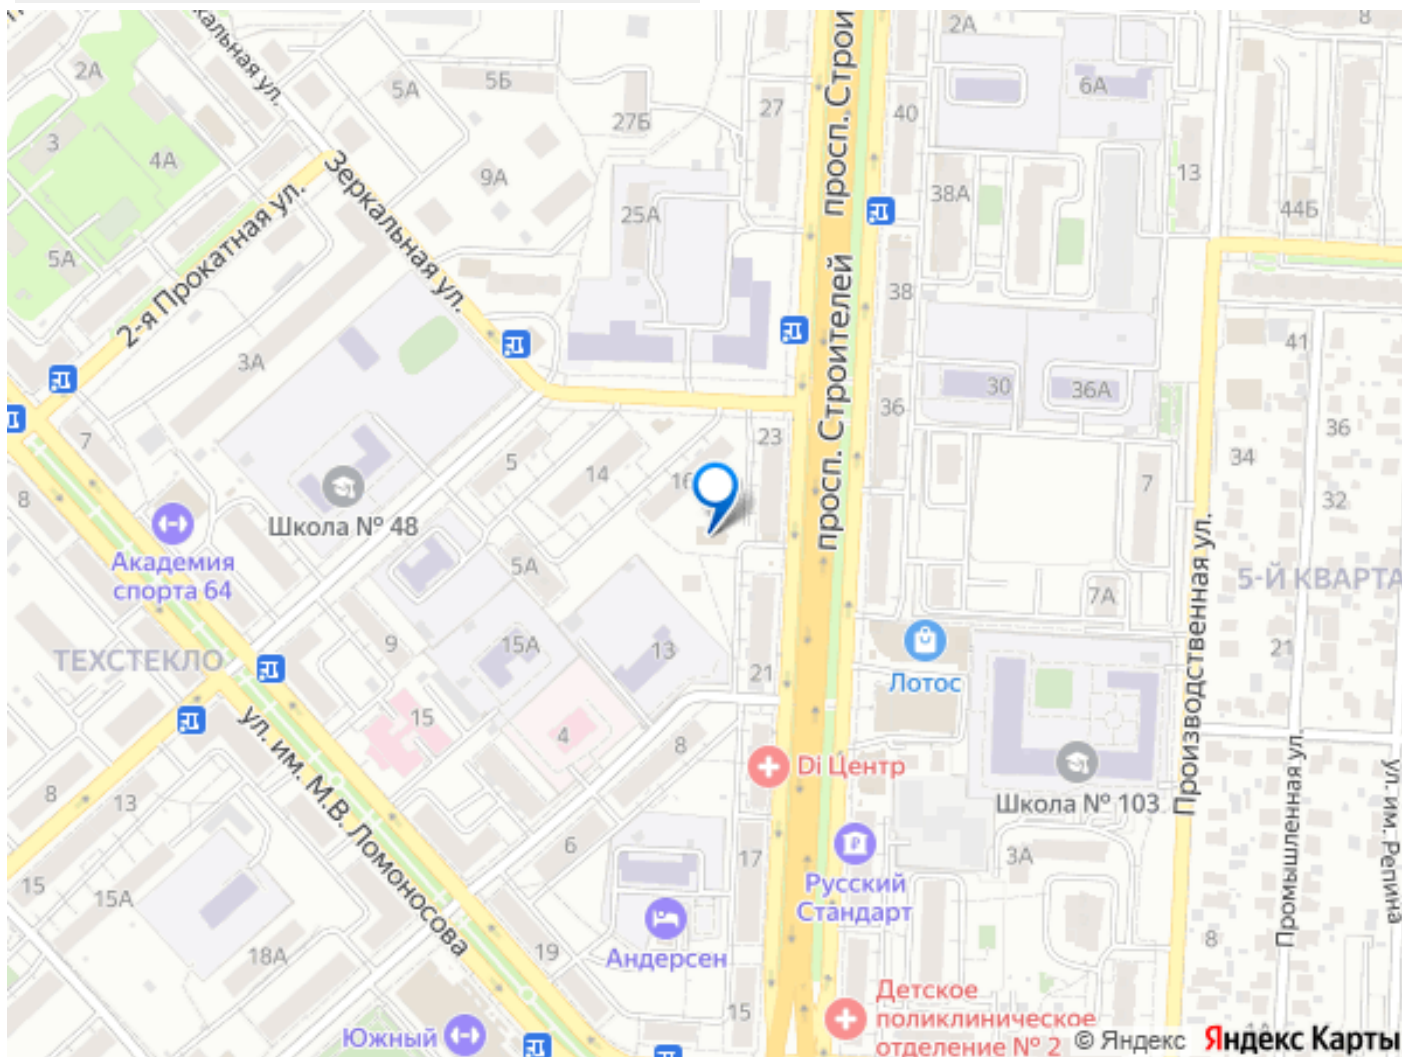 Зеркальная ул.
2А
5Б
5А
27
просп. Строителей
2А
8
6А
40
27Б
3
4А
9А
25А
38А
13
44Б
Зеркальная ул.
2-я Прокатная ул.
5А
просп. Строителей
38
41
3А
30
36А
36
7
23
36
34
8
5
14
16
7
32
Школа № 48
Академия
спорта 64
5А
5-Й КВАРТА
7А
9
15А
13
21
21
ТЕХСТЕКЛО
Лотос
Производственная ул.
15
4
8
ул. им. М.В. Ломоносова
Di Центр
Школа № 103
Промышленная ул.
ул. им. Репина
8
13
6
17
3А
Русский
Стандарт
15
15А
18А
19
Андерсен
8
15
Детское
поликлиническое
отделение № 2
Южный
© Яндекс Яндекс Карты